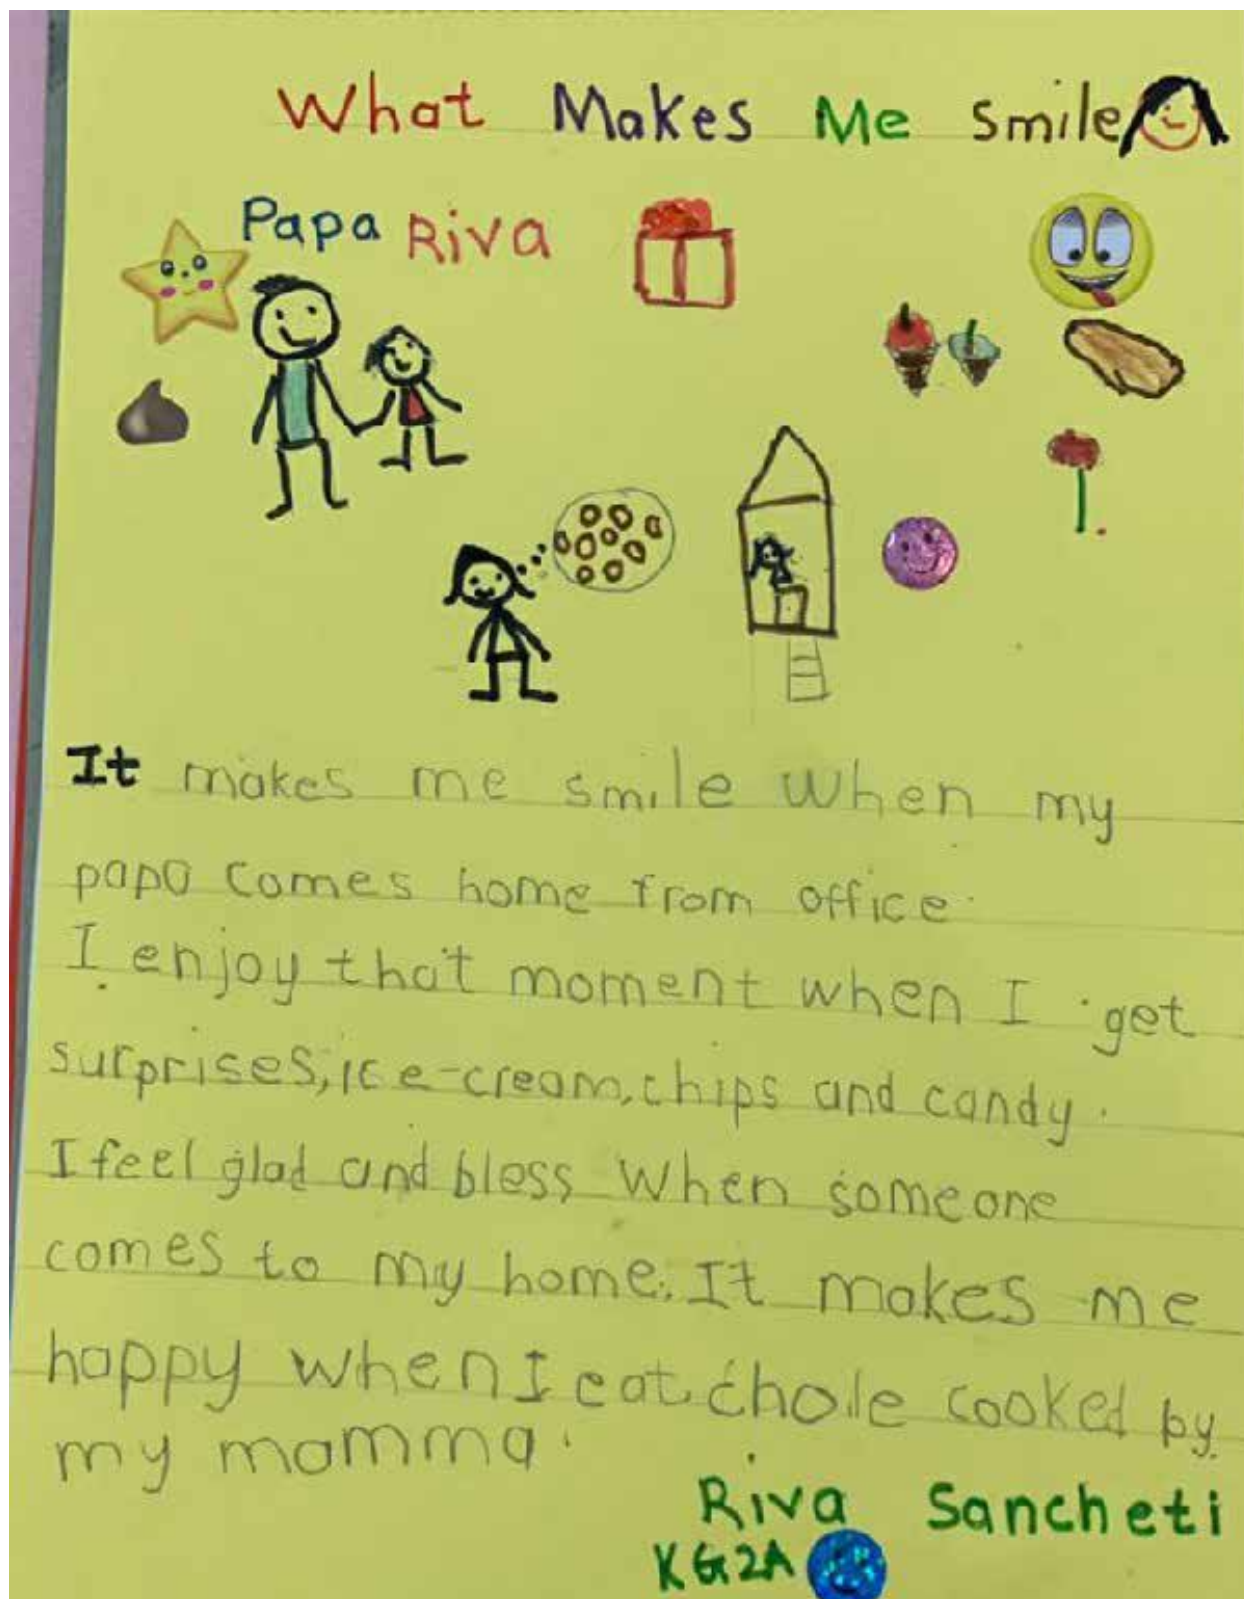 What Makes Me Smile
Papa Riva
It makes me smile when my
papa comes home from office.
I enjoy that moment when I get
surprises, ice-cream, chips and candy.
I feel glad and bless when someone
comes to my home. It makes me
happy when I eat chole cooked by
my mamma.
Riva Sancheti
KG2A